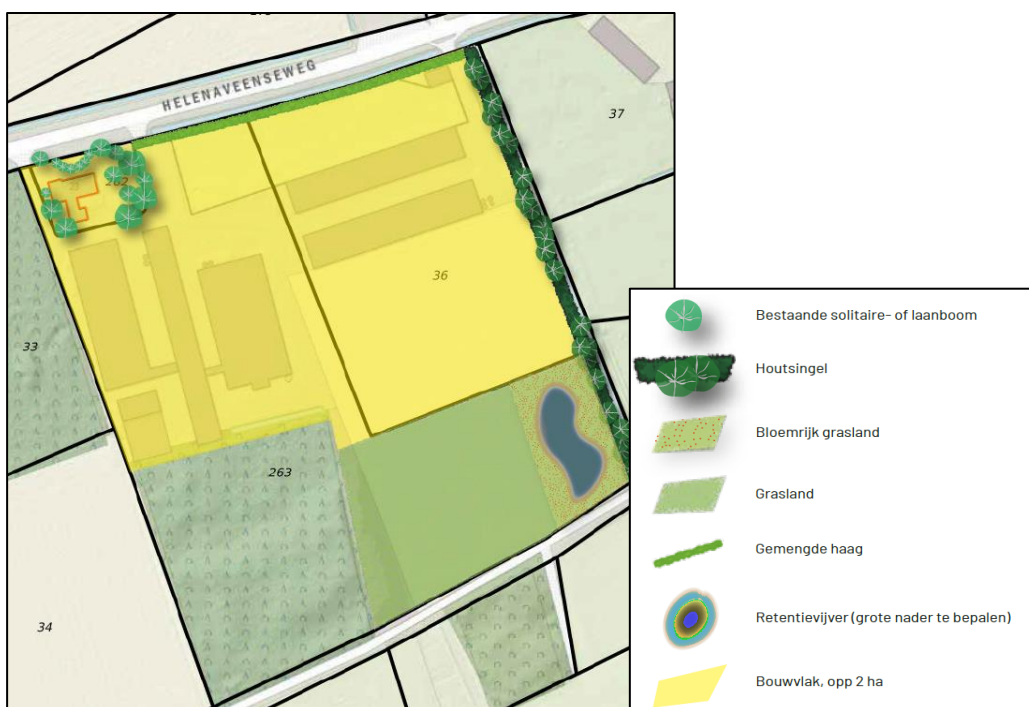 HELENAVEENSEWEG
37
23
262
36
33
263
34
Bestaande solitaire- of laanboom
Houtsingel
Bloemrijk grasland
Grasland
Gemengde haag
Retentievijver (grote nader te bepalen)
Bouwvlak, opp 2 ha